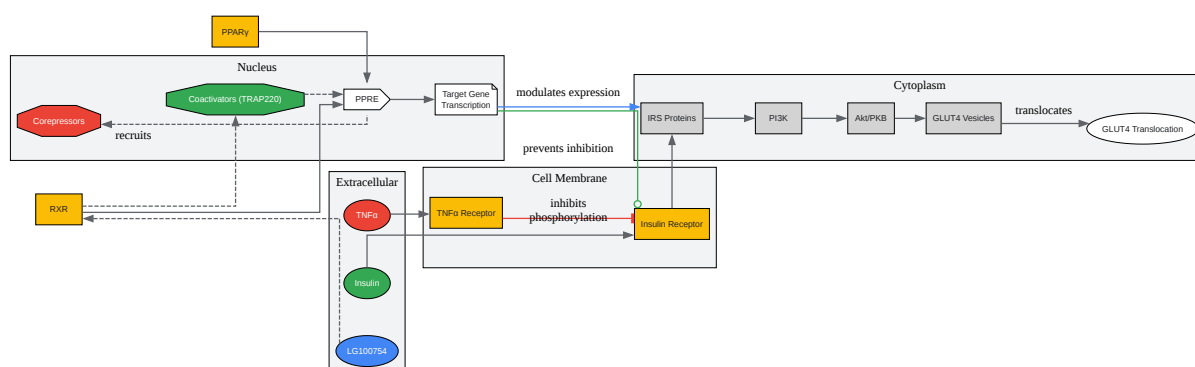 PPARγ
Nucleus
Coactivators (TRAP220)
PPRE
Target Gene
Transcription
Corepressors
recruits
modulates expression
prevents inhibition
Cytoplasm
IRS Proteins
PI3K
Akt/PKB
GLUT4 Vesicles
translocates
GLUT4 Translocation
RXR
Extracellular
TNFα
Insulin
LG100754
Cell Membrane
TNFα Receptor
inhibits
phosphorylation
Insulin Receptor